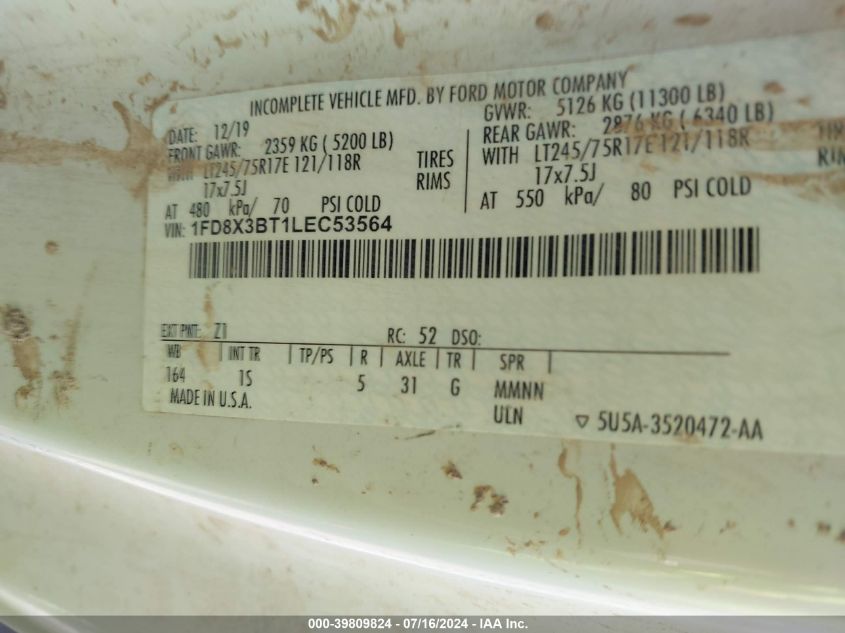 INCOMPLETE VEHICLE MFD. BY FORD MOTOR COMPANY
DATE: 12/19
GVWR: 5126 KG (11300 LB)
FRONT GAWR: 2359 KG ( 5200 LB)
REAR GAWR: 2876 KG ( 6340 LB)
WITH LT245/75R17E 121/118R TIRES WITH LT245/75R17E 121/118R
17x7.5J RIMS 17x7.5J
AT 480 kPa/ 70 PSI COLD AT 550 kPa/ 80 PSI COLD
VIN: 1FD8X3BT1LEC53564
EXT PNT: Z1 RC: 52 DSO:
WB INT TR TP/PS R AXLE TR SPR
164 1S 5 31 G MMNN
MADE IN U.S.A. ULN ▽ 5U5A-3520472-AA
000-39809824 - 07/16/2024 - IAA Inc.